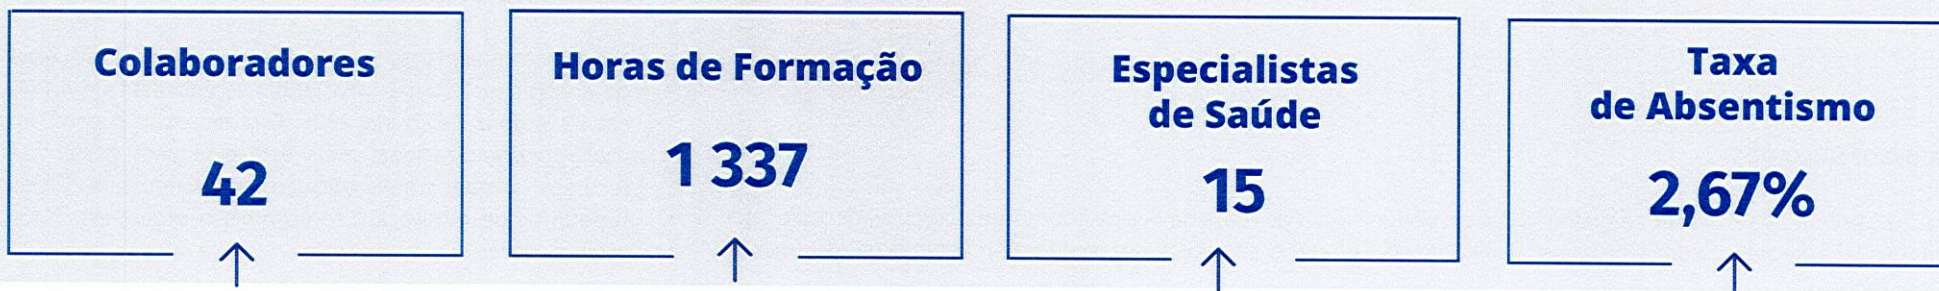 Colaboradores
42
Horas de Formação
1 337
Especialistas
de Saúde
15
Taxa
de Absentismo
2,67%